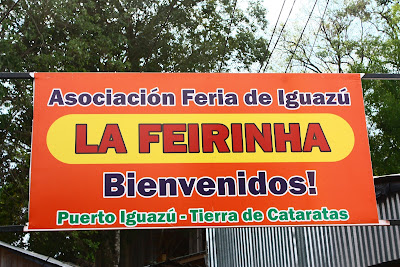 Asociación Feria de Iguazú
LA FEIRINHA
Bienvenidos!
Puerto Iguazú - Tierra de Cataratas